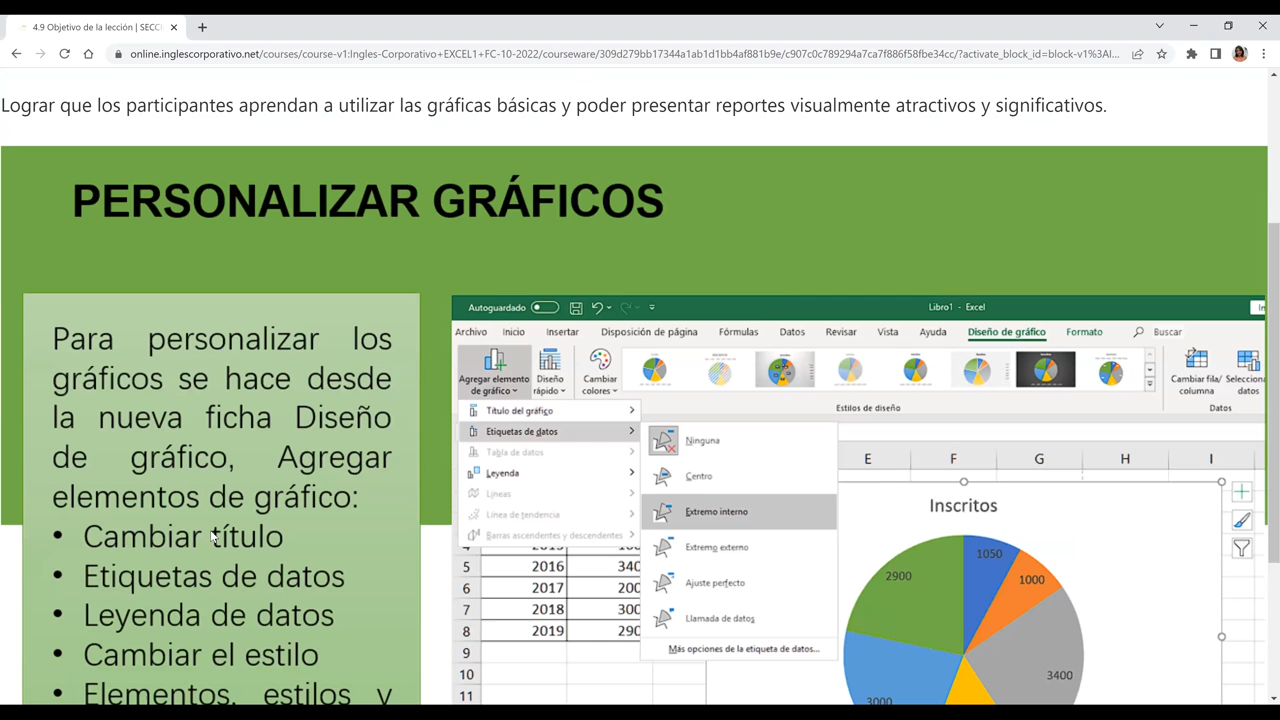 4.9 Objetivo de la lección | SECCI
online.inglescorporativo.net/courses/course-v1:Ingles-Corporativo+EXCEL1+FC-10-2022/courseware/309d279bb17344a1ab1d1bb4af881b9e/c907c0c789294a7ca7f886f58fbe34cc/?activate_block_id=block-v1%3AI...
Lograr que los participantes aprendan a utilizar las gráficas básicas y poder presentar reportes visualmente atractivos y significativos.
PERSONALIZAR GRÁFICOS
Para personalizar los
gráficos se hace desde
la nueva ficha Diseño
de gráfico, Agregar
elementos de gráfico:
• Cambiar título
• Etiquetas de datos
• Leyenda de datos
• Cambiar el estilo
• Elementos, estilos y
Autoguardado
Libro1 - Excel
Archivo Inicio Insertar Disposición de página Fórmulas Datos Revisar Vista Ayuda Diseño de gráfico Formato Buscar
Agregar elemento
de gráfico
Diseño
rápido
Cambiar
colores
Estilos de diseño
Cambiar fila/
columna
Selecciona
datos
Datos
Título del gráfico
Etiquetas de datos
Tabla de datos
Leyenda
Líneas
Línea de tendencia
Barras ascendentes y descendentes
Ninguna
Centro
Extremo interno
Extremo externo
Ajuste perfecto
Llamada de datos
Más opciones de la etiqueta de datos...
E F G H I
5 2016 340
6 2017 200
7 2018 300
8 2019 290
9
10
11
Inscritos
1050
1000
2900
3400
3000